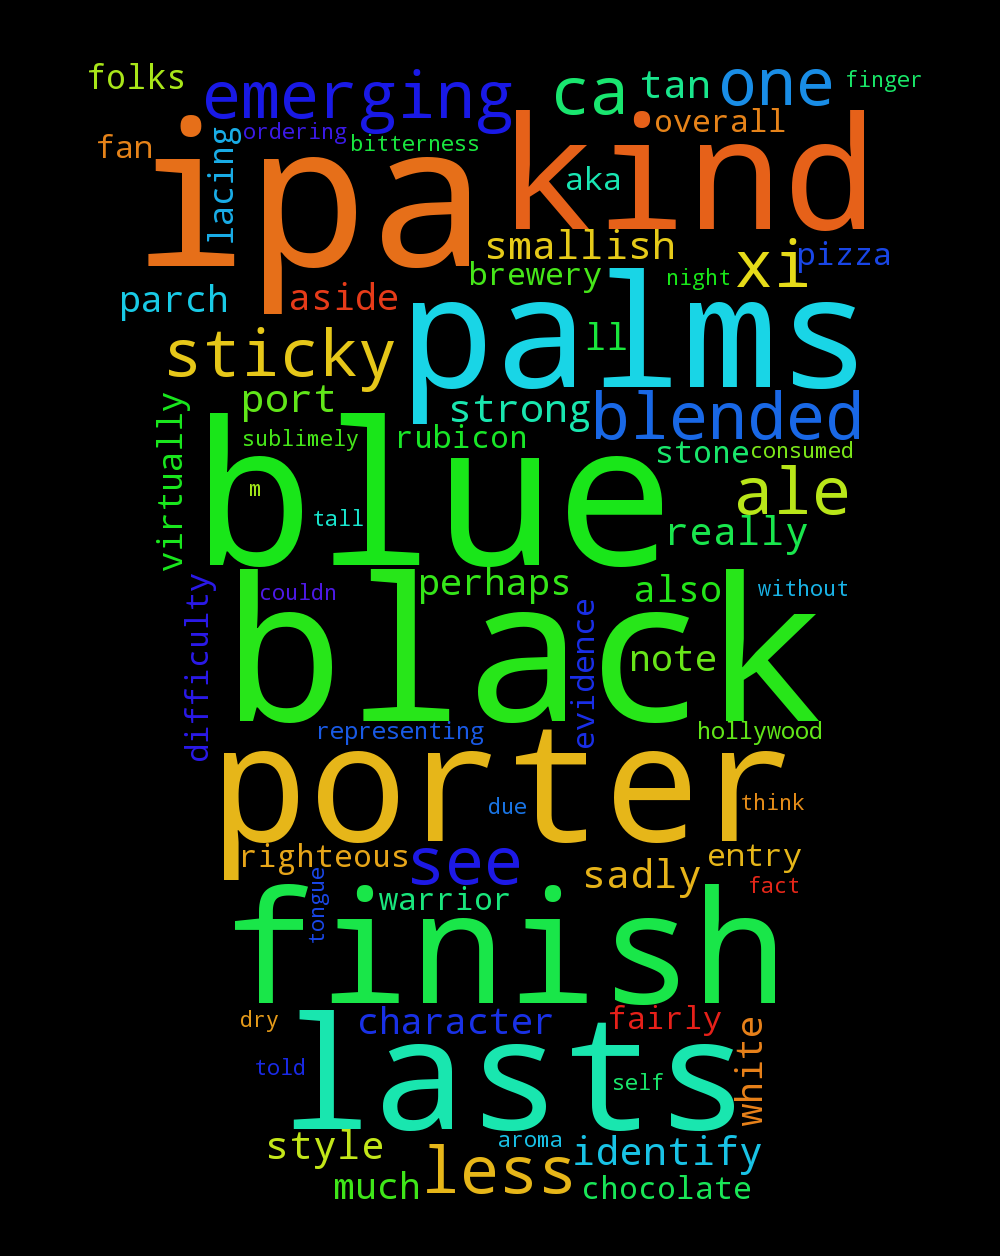 folks
emerging
ca
tan
one
finger
fan
lacing
ordering
bitterness
overall
ipa
kind
aka
smallish
xi
pizza
brewery
night
parch
aside
palms
ll
sticky
port
strong
blended
virtually
sublimely
rubicon
stone
consumed
blue
m
tall
ale
really
difficulty
couldn
perhaps
also
without
black
evidence
note
representing
hollywood
porter
due
think
righteous
see
sadly
entry
tongue
warrior
fact
finish
dry
character
fairly
white
lasts
told
self
style
aroma
identify
less
much
chocolate